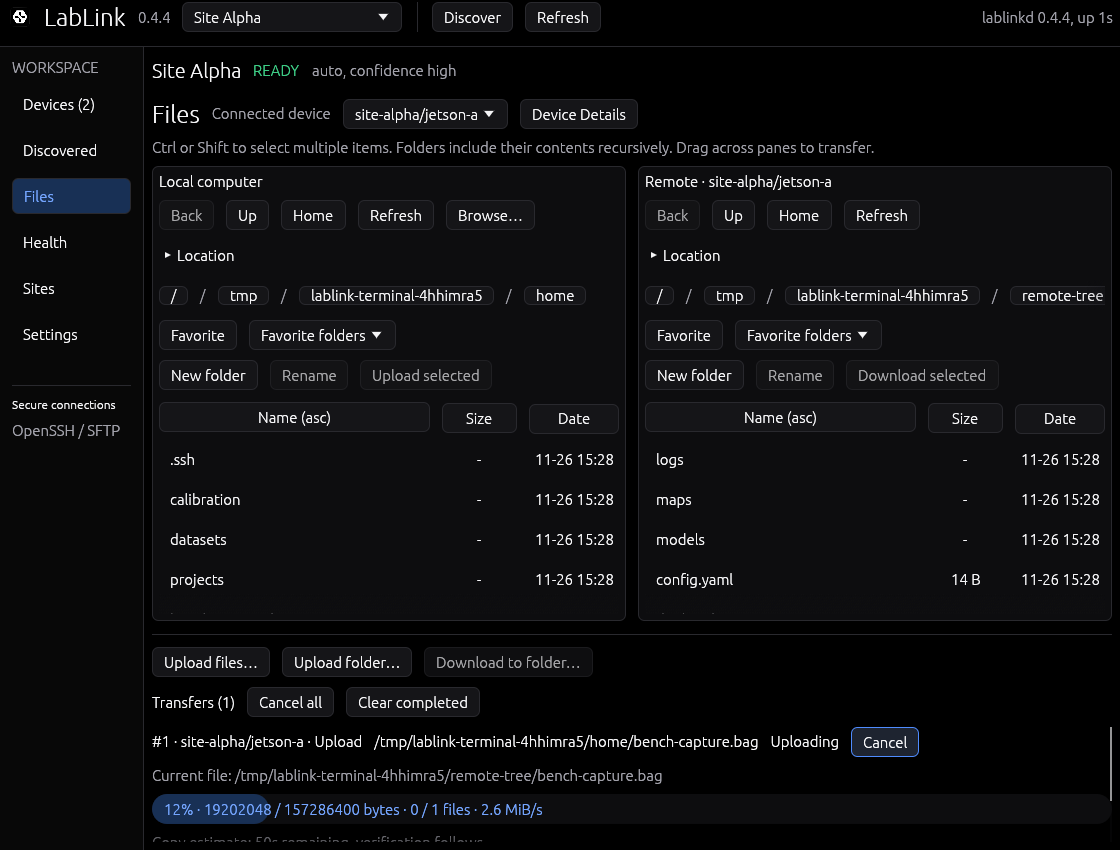 LabLink 0.4.4 Site Alpha Discover Refresh lablinkd 0.4.4, up 1s
WORKSPACE
Devices (2)
Discovered
Files
Health
Sites
Settings
Secure connections
OpenSSH / SFTP
Site Alpha READY auto, confidence high
Files Connected device site-alpha/jetson-a Device Details
Ctrl or Shift to select multiple items. Folders include their contents recursively. Drag across panes to transfer.
Local computer
Back Up Home Refresh Browse...
Location
/ / tmp / lablink-terminal-4hhimra5 / home
Favorite Favorite folders
New folder Rename Upload selected
Name (asc) Size Date
.ssh - 11-26 15:28
calibration - 11-26 15:28
datasets - 11-26 15:28
projects - 11-26 15:28
Remote · site-alpha/jetson-a
Back Up Home Refresh
Location
/ / tmp / lablink-terminal-4hhimra5 / remote-tree
Favorite Favorite folders
New folder Rename Download selected
Name (asc) Size Date
logs - 11-26 15:28
maps - 11-26 15:28
models - 11-26 15:28
config.yaml 14 B 11-26 15:28
Upload files... Upload folder... Download to folder...
Transfers (1) Cancel all Clear completed
#1 · site-alpha/jetson-a · Upload /tmp/lablink-terminal-4hhimra5/home/bench-capture.bag Uploading Cancel
Current file: /tmp/lablink-terminal-4hhimra5/remote-tree/bench-capture.bag
12% · 19202048 / 157286400 bytes · 0 / 1 files · 2.6 MiB/s
Copy estimate: 50s remaining, verification follows